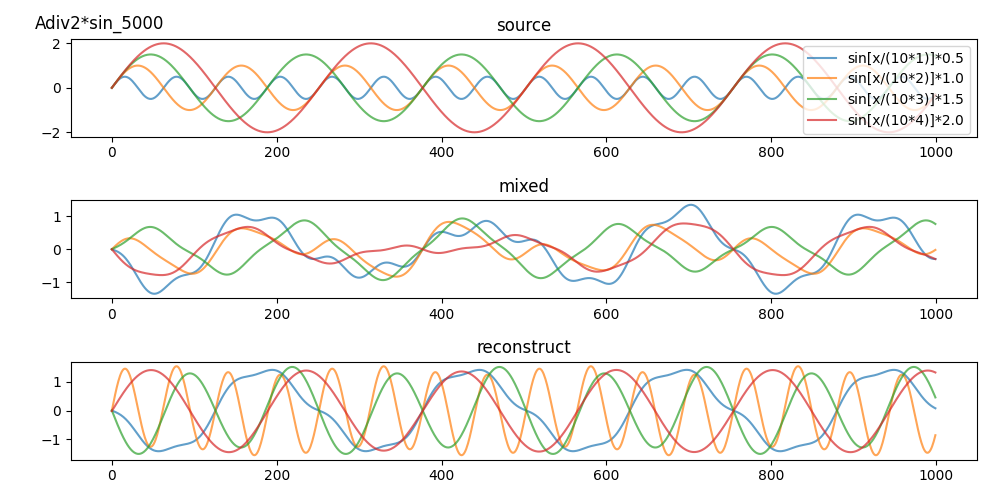 Adiv2*sin_5000
source
2
0
−2
sin[x/(10*1)]*0.5
sin[x/(10*2)]*1.0
sin[x/(10*3)]*1.5
sin[x/(10*4)]*2.0
0 200 400 600 800 1000
mixed
1
0
−1
0 200 400 600 800 1000
reconstruct
1
0
−1
0 200 400 600 800 1000